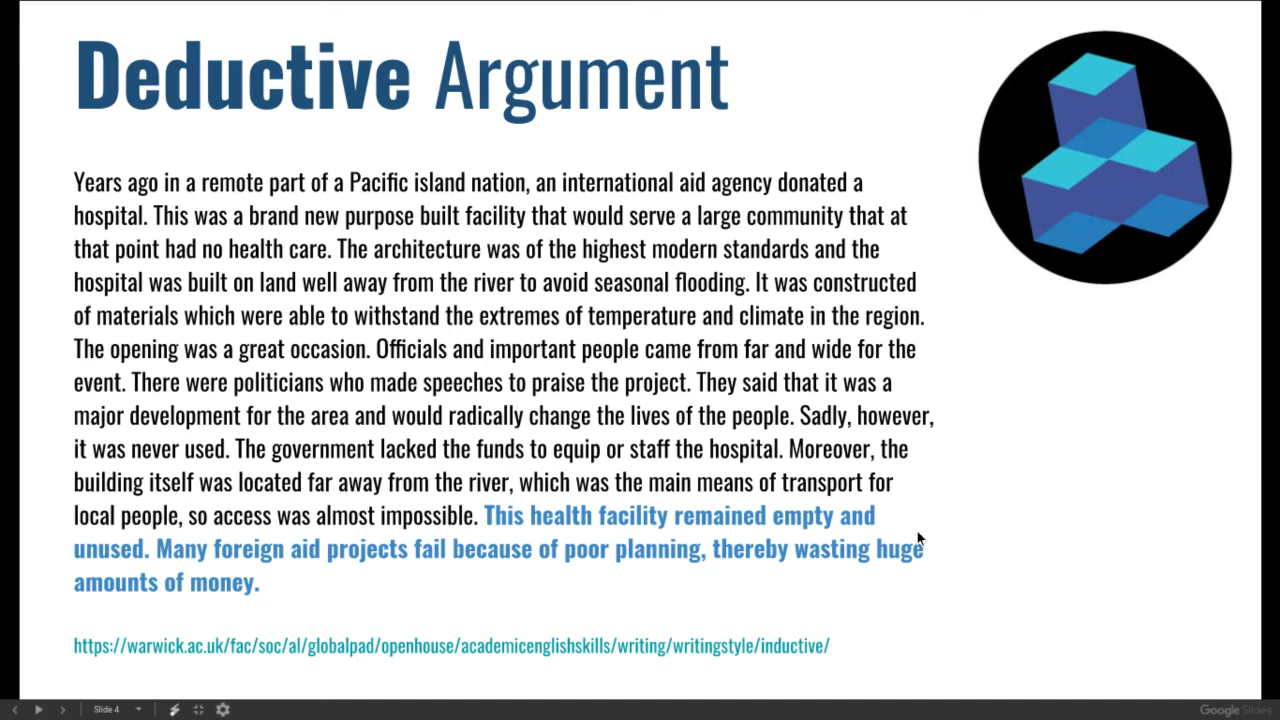 Deductive Argument
Years ago in a remote part of a Pacific island nation, an international aid agency donated a
hospital. This was a brand new purpose built facility that would serve a large community that at
that point had no health care. The architecture was of the highest modern standards and the
hospital was built on land well away from the river to avoid seasonal flooding. It was constructed
of materials which were able to withstand the extremes of temperature and climate in the region.
The opening was a great occasion. Officials and important people came from far and wide for the
event. There were politicians who made speeches to praise the project. They said that it was a
major development for the area and would radically change the lives of the people. Sadly, however,
it was never used. The government lacked the funds to equip or staff the hospital. Moreover, the
building itself was located far away from the river, which was the main means of transport for
local people, so access was almost impossible. This health facility remained empty and
unused. Many foreign aid projects fail because of poor planning, thereby wasting huge
amounts of money.
https://warwick.ac.uk/fac/soc/al/globalpad/openhouse/academicenglishskills/writing/writingstyle/inductive/
Slide 4
Google Slides